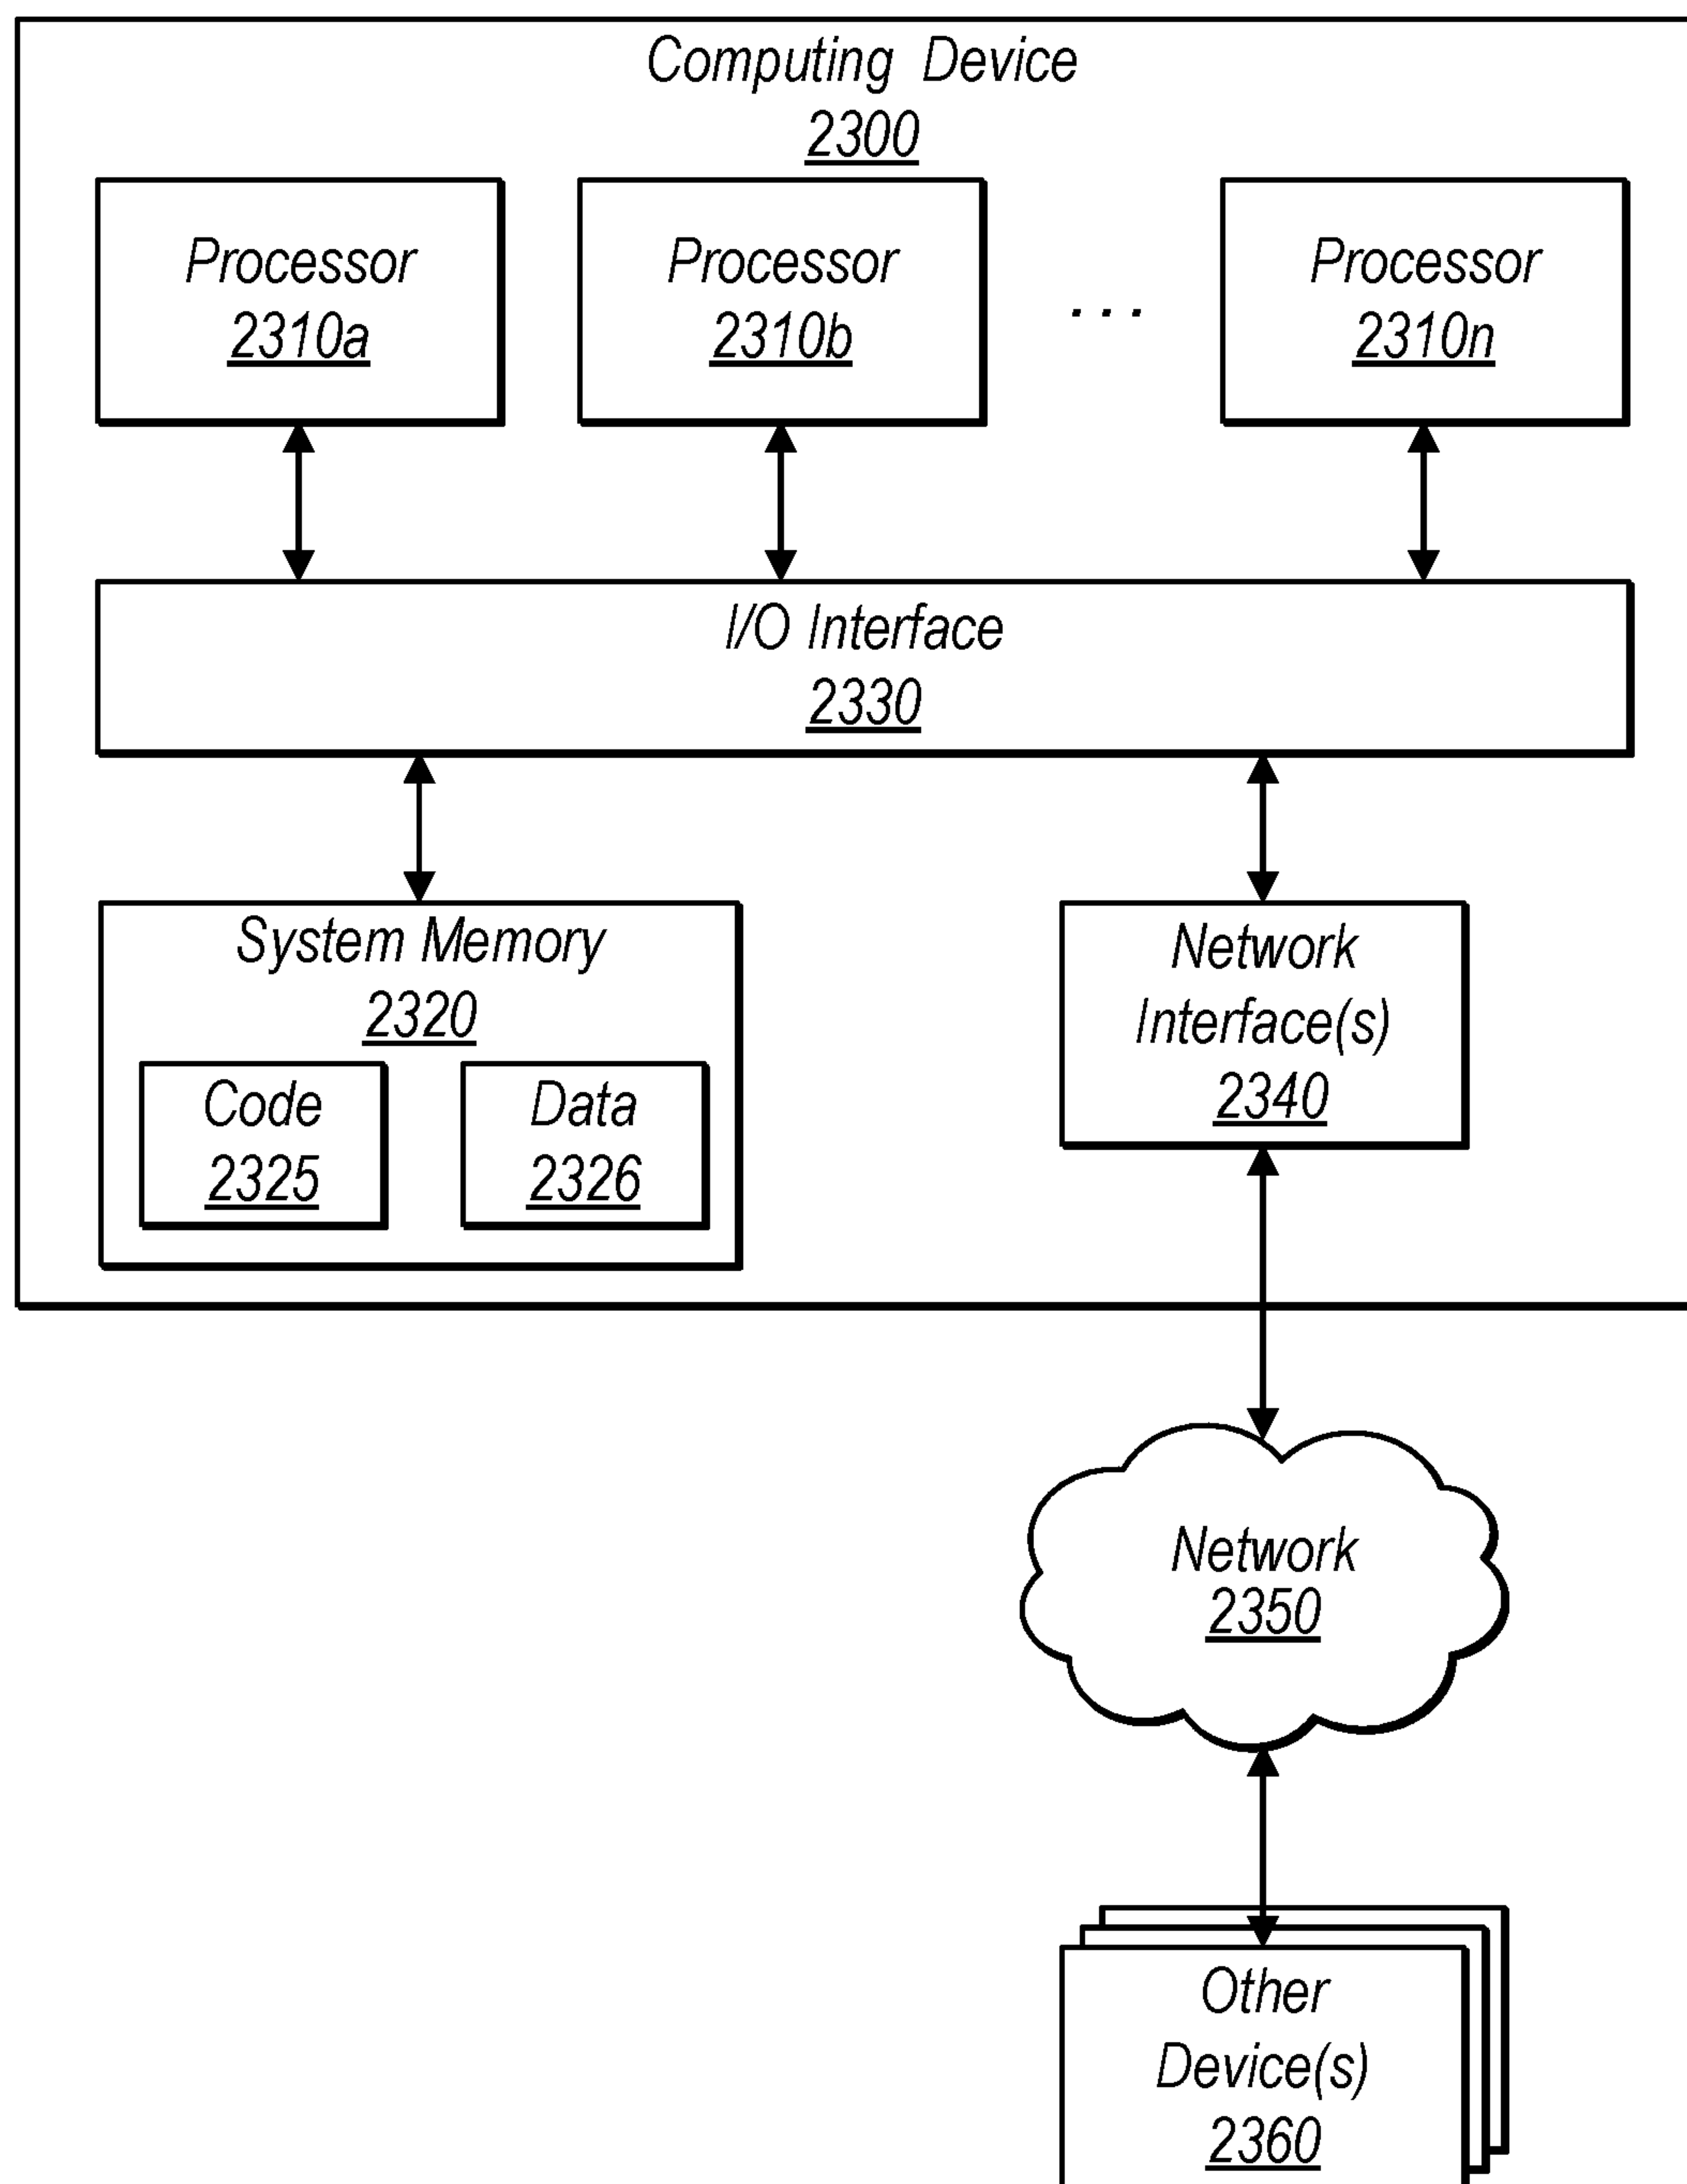 Computing Device
2300
Processor
2310a
Processor
2310b
...
Processor
2310n
I/O Interface
2330
System Memory
2320
Code
2325
Data
2326
Network
Interface(s)
2340
Network
2350
Other
Device(s)
2360